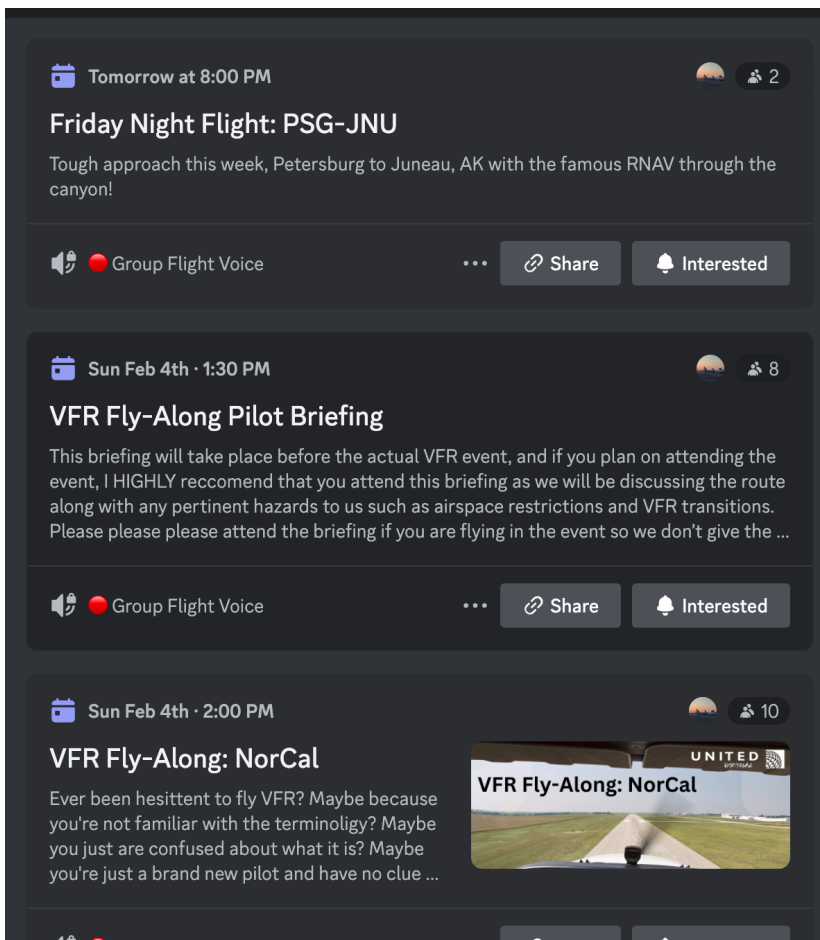 Tomorrow at 8:00 PM
2
Friday Night Flight: PSG-JNU
Tough approach this week, Petersburg to Juneau, AK with the famous RNAV through the
canyon!
Group Flight Voice
Share
Interested
Sun Feb 4th · 1:30 PM
8
VFR Fly-Along Pilot Briefing
This briefing will take place before the actual VFR event, and if you plan on attending the
event, I HIGHLY reccomend that you attend this briefing as we will be discussing the route
along with any pertinent hazards to us such as airspace restrictions and VFR transitions.
Please please please attend the briefing if you are flying in the event so we don’t give the ...
Group Flight Voice
Share
Interested
Sun Feb 4th · 2:00 PM
10
VFR Fly-Along: NorCal
Ever been hesittent to fly VFR? Maybe because
you're not familiar with the terminoligy? Maybe
you just are confused about what it is? Maybe
you're just a brand new pilot and have no clue ...
UNITED
VIRTUAL
VFR Fly-Along: NorCal